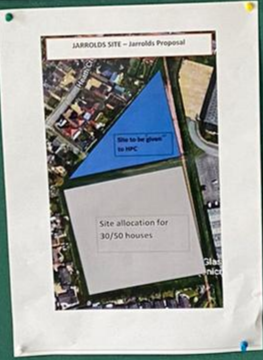 JARROLDS SITE – Jarrolds Proposal
Site to be given
to HPC
Site allocation for
30/50 houses